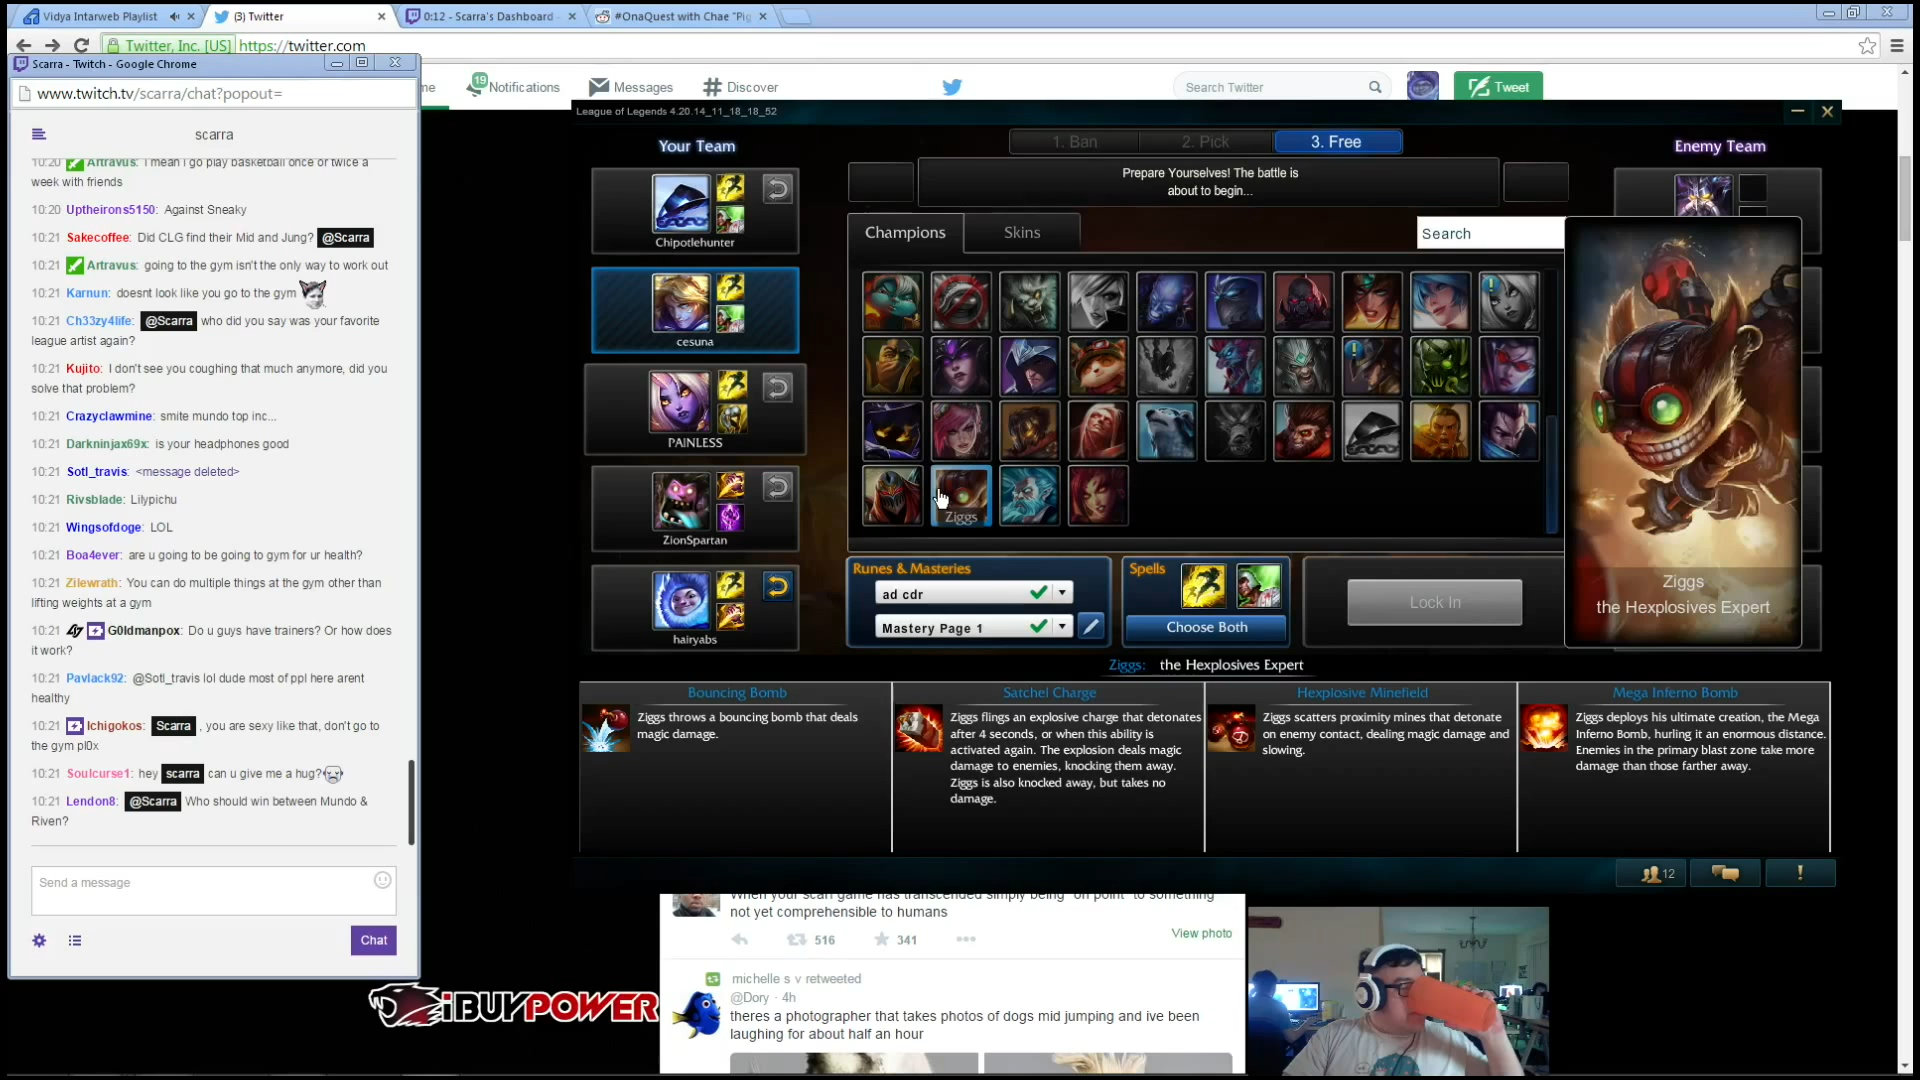 Vidya Intarweb Playlist
(3) Twitter
0:12 - Scarra's Dashboard
#OnaQuest with Chae "Pig
Twitter, Inc. [US] https://twitter.com
Scarra - Twitch - Google Chrome
www.twitch.tv/scarra/chat?popout=
scarra
10:20 Artravus: I mean I go play basketball once or twice a
week with friends
10:20 Uptheirons5150: Against Sneaky
10:21 Sakecoffee: Did CLG find their Mid and Jung? @Scarra
10:21 Artravus: going to the gym isn't the only way to work out
10:21 Karnun: doesnt look like you go to the gym
10:21 Ch33zy4life: @Scarra who did you say was your favorite
league artist again?
10:21 Kujito: I don't see you coughing that much anymore, did you
solve that problem?
10:21 Crazyclawmine: smite mundo top inc...
10:21 Darkninjax69x: is your headphones good
10:21 Sotl_travis: <message deleted>
10:21 Rivsblade: Lilypichu
10:21 Wingsofdoge: LOL
10:21 Boa4ever: are u going to be going to gym for ur health?
10:21 Zilewrath: You can do multiple things at the gym other than
lifting weights at a gym
10:21 G0ldmanpox: Do u guys have trainers? Or how does
it work?
10:21 Pavlack92: @Sotl_travis lol dude most of ppl here arent
healthy
10:21 Ichigokos: Scarra , you are sexy like that, don't go to
the gym pl0x
10:21 Soulcurse1: hey scarra can u give me a hug?
10:21 Lendon8: @Scarra Who should win between Mundo &
Riven?
Send a message
Chat
me
19
Notifications
Messages
Discover
Search Twitter
Tweet
League of Legends 4.20.14_11_18_18_52
Your Team
1. Ban
2. Pick
3. Free
Enemy Team
Prepare Yourselves! The battle is
about to begin...
Chipotlehunter
cesuna
PAINLESS
ZionSpartan
hairyabs
Champions
Skins
Search
Ziggs
Ziggs
the Hexplosives Expert
Runes & Masteries
ad cdr
Mastery Page 1
Spells
Choose Both
Lock In
Ziggs: the Hexplosives Expert
Bouncing Bomb
Ziggs throws a bouncing bomb that deals
magic damage.
Satchel Charge
Ziggs flings an explosive charge that detonates
after 4 seconds, or when this ability is
activated again. The explosion deals magic
damage to enemies, knocking them away.
Ziggs is also knocked away, but takes no
damage.
Hexplosive Minefield
Ziggs scatters proximity mines that detonate
on enemy contact, dealing magic damage and
slowing.
Mega Inferno Bomb
Ziggs deploys his ultimate creation, the Mega
Inferno Bomb, hurling it an enormous distance.
Enemies in the primary blast zone take more
damage than those farther away.
12
When your scarf game has transcended simply being "on point" to something
not yet comprehensible to humans
516
341
View photo
michelle s v retweeted
@Dory · 4h
theres a photographer that takes photos of dogs mid jumping and ive been
laughing for about half an hour
iBUYPOWER